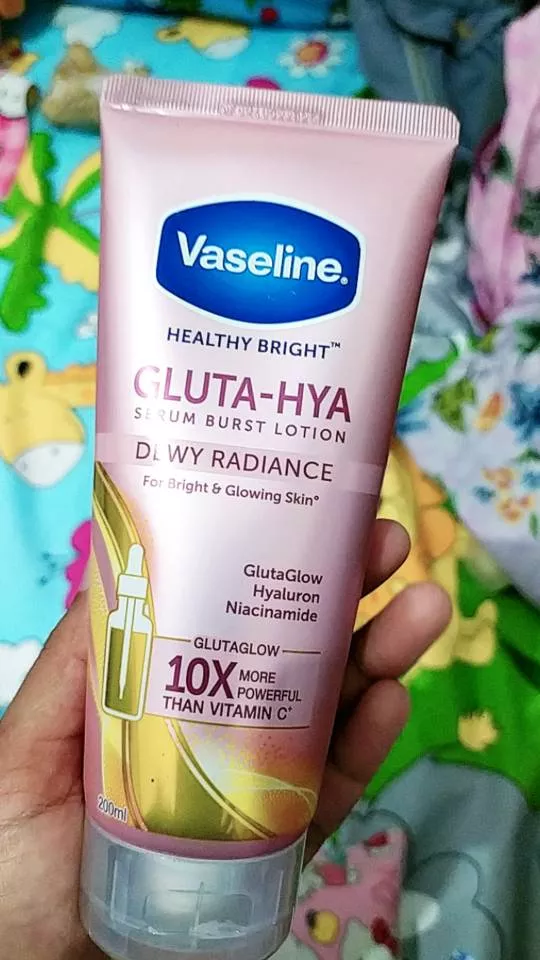 Vaseline®
HEALTHY BRIGHT™
GLUTA-HYA
SERUM BURST LOTION
DEWY RADIANCE
For Bright & Glowing Skin°
GlutaGlow
Hyaluron
Niacinamide
GLUTAGLOW
10X MORE
POWERFUL
THAN VITAMIN C⁺
200ml